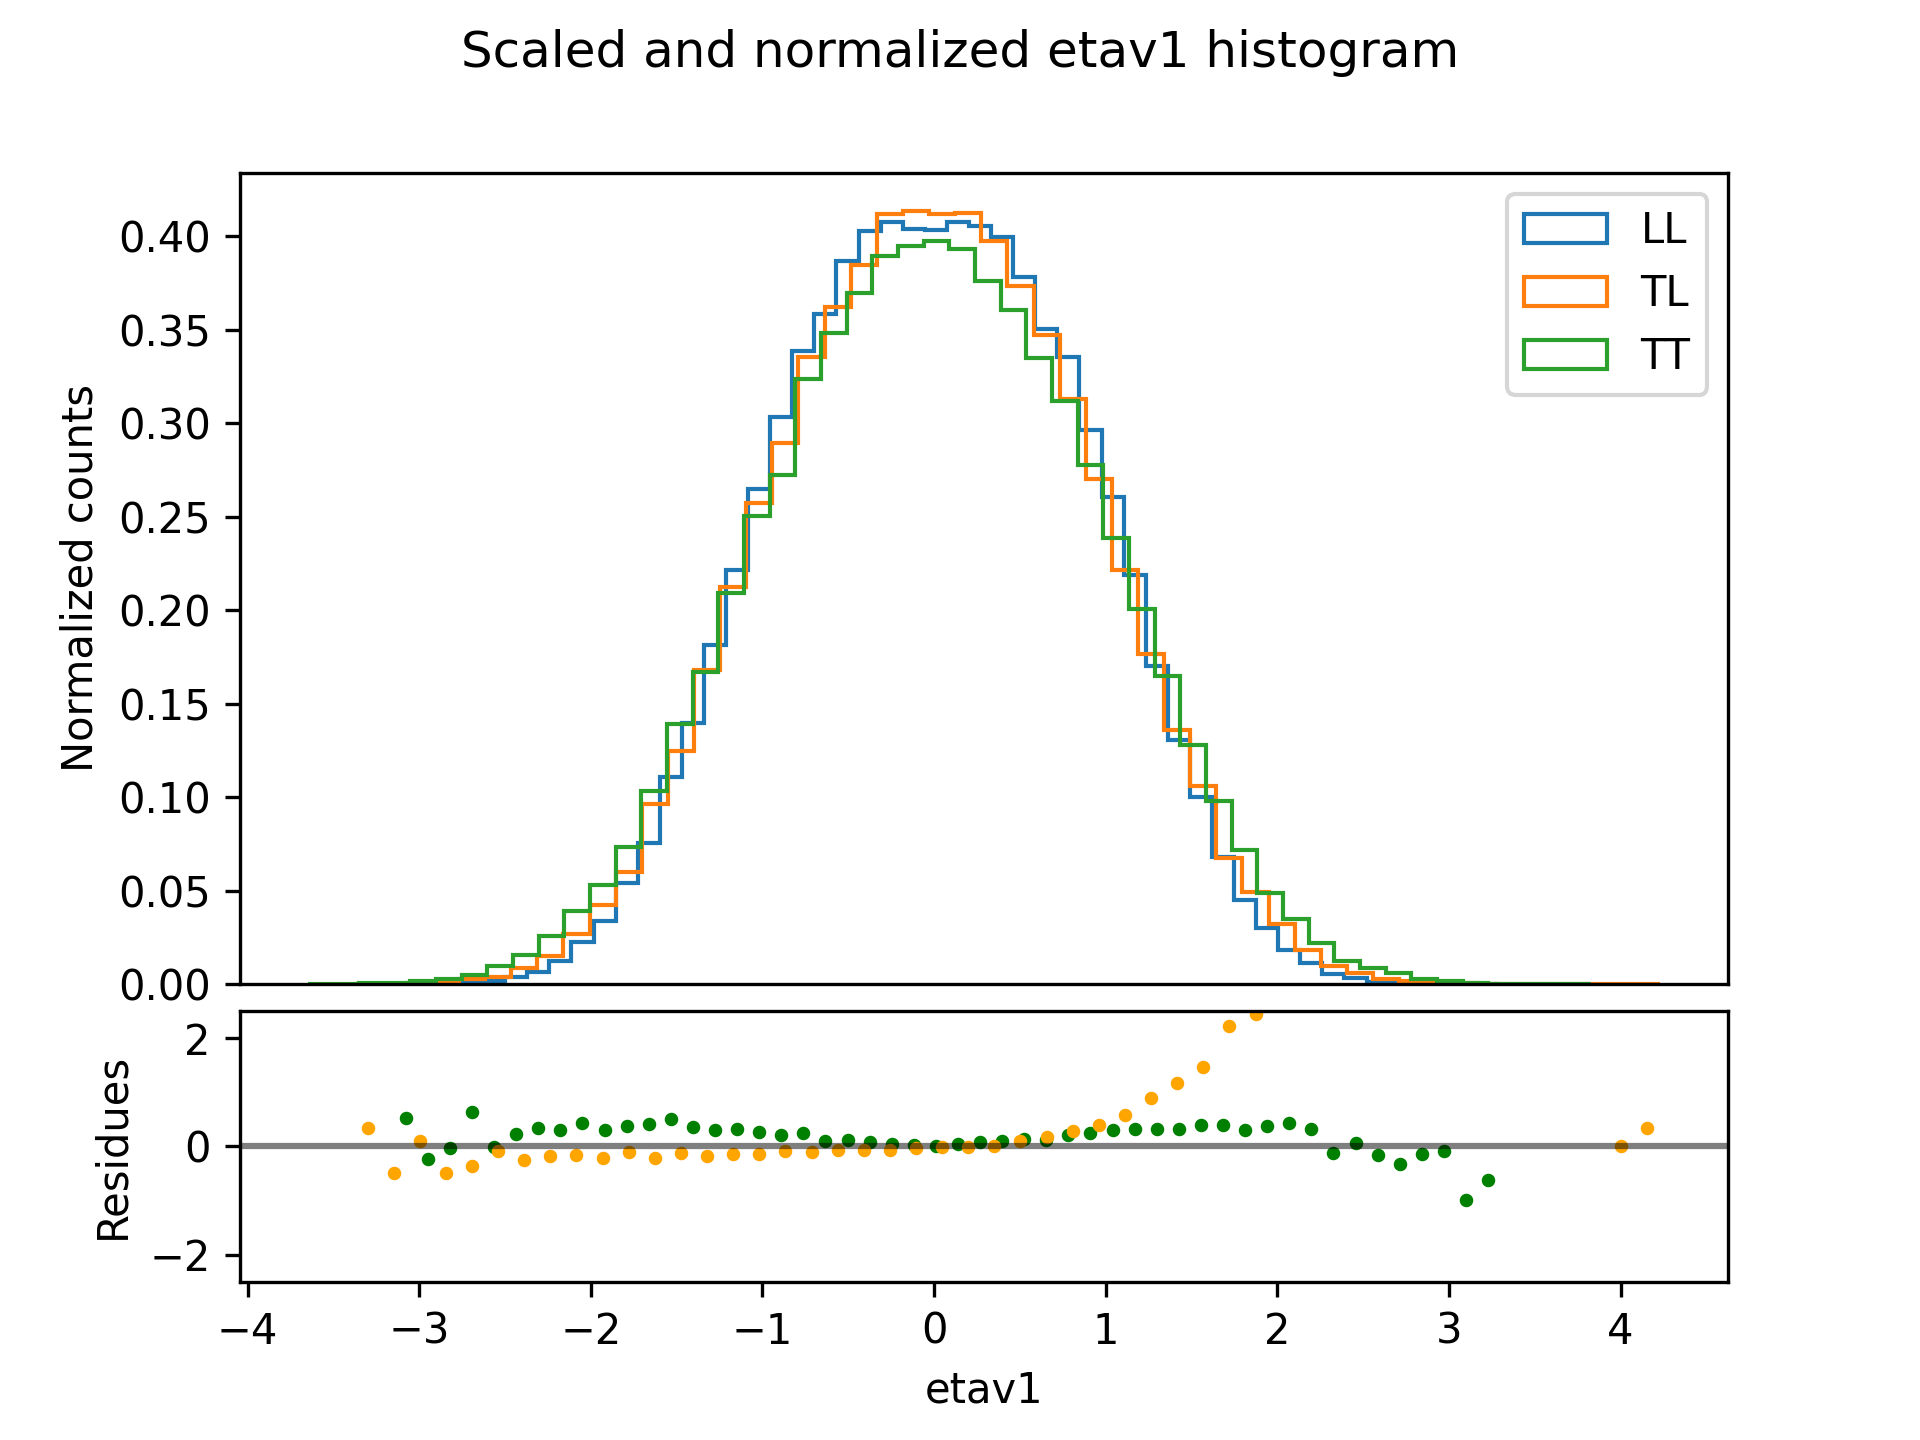 Scaled and normalized etav1 histogram
LL
TL
TT
Normalized counts
0.40
0.35
0.30
0.25
0.20
0.15
0.10
0.05
0.00
Residues
2
0
−2
−4 −3 −2 −1 0 1 2 3 4
etav1